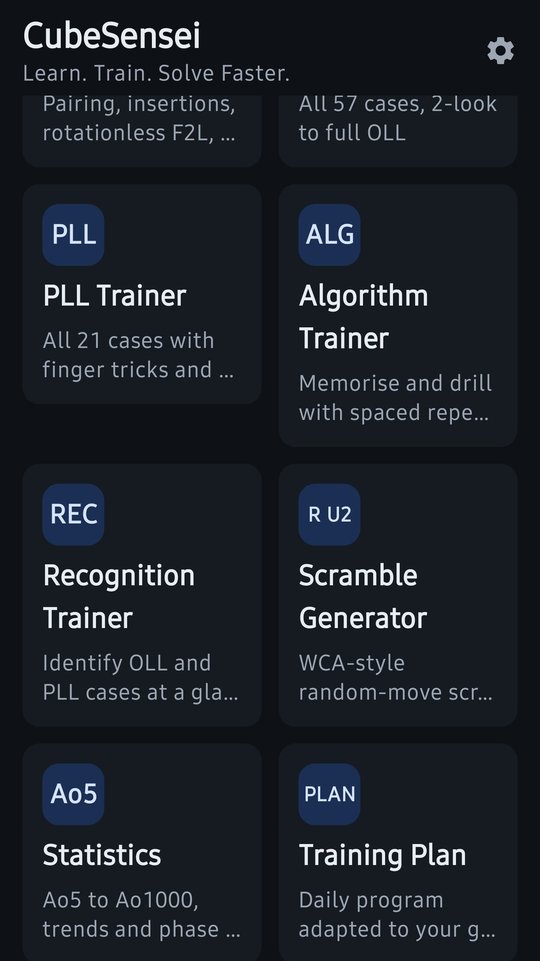 CubeSensei
Learn. Train. Solve Faster.
Pairing, insertions,
rotationless F2L, ...
All 57 cases, 2-look
to full OLL
PLL
PLL Trainer
All 21 cases with
finger tricks and ...
ALG
Algorithm
Trainer
Memorise and drill
with spaced repe...
REC
Recognition
Trainer
Identify OLL and
PLL cases at a gla...
R U2
Scramble
Generator
WCA-style
random-move scr...
Ao5
Statistics
Ao5 to Ao1000,
trends and phase ...
PLAN
Training Plan
Daily program
adapted to your g...